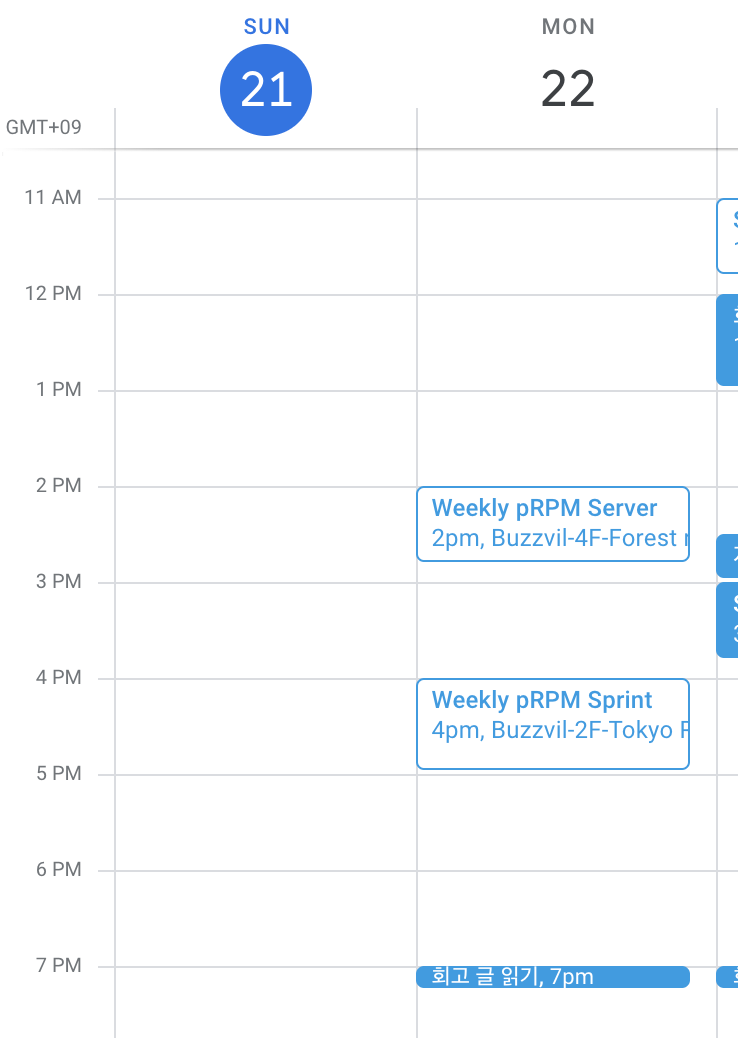 SUN
MON
21
22
GMT+09
11 AM
12 PM
1 PM
2 PM
Weekly pRPM Server
2pm, Buzzvil-4F-Forest
3 PM
4 PM
Weekly pRPM Sprint
4pm, Buzzvil-2F-Tokyo
5 PM
6 PM
7 PM
회고 글 읽기, 7pm